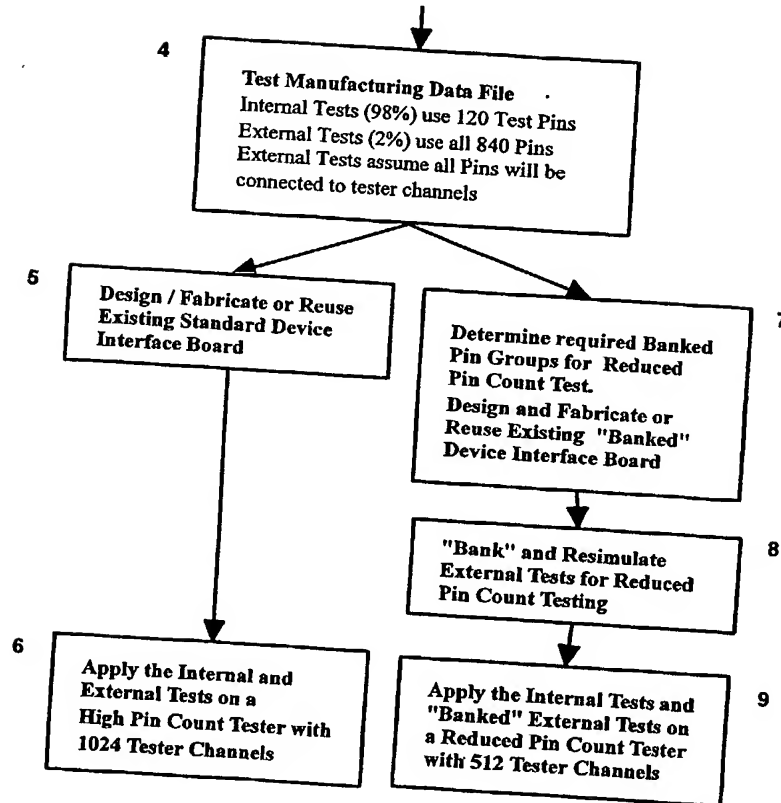 4
Test Manufacturing Data File
Internal Tests (98%) use 120 Test Pins
External Tests (2%) use all 840 Pins
External Tests assume all Pins will be
connected to tester channels
5
Design / Fabricate or Reuse
Existing Standard Device
Interface Board
7
Determine required Banked
Pin Groups for Reduced
Pin Count Test.
Design and Fabricate or
Reuse Existing "Banked"
Device Interface Board
8
"Bank" and Resimulate
External Tests for Reduced
Pin Count Testing
6
Apply the Internal and
External Tests on a
High Pin Count Tester with
1024 Tester Channels
9
Apply the Internal Tests and
"Banked" External Tests on
a Reduced Pin Count Tester
with 512 Tester Channels